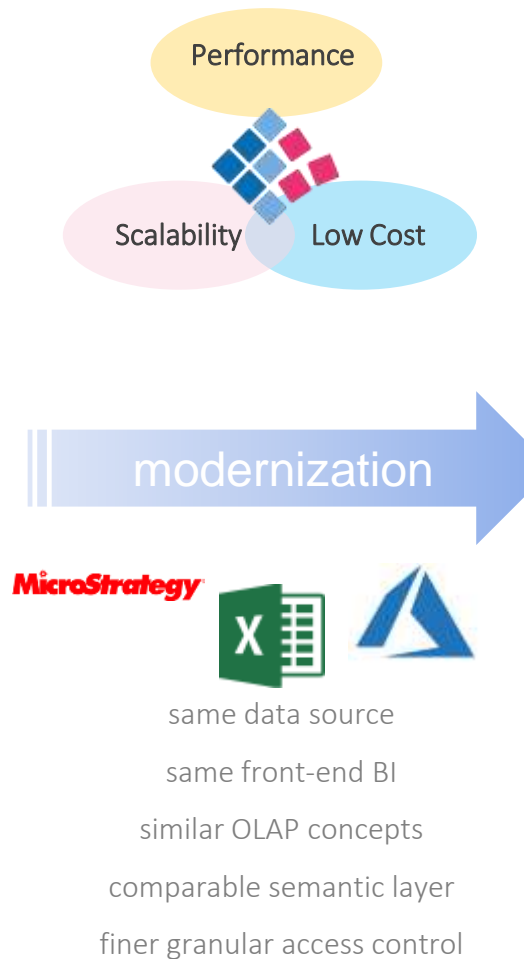 Performance
Scalability
Low Cost
modernization
MicroStrategy
X
same data source
same front-end BI
similar OLAP concepts
comparable semantic layer
finer granular access control